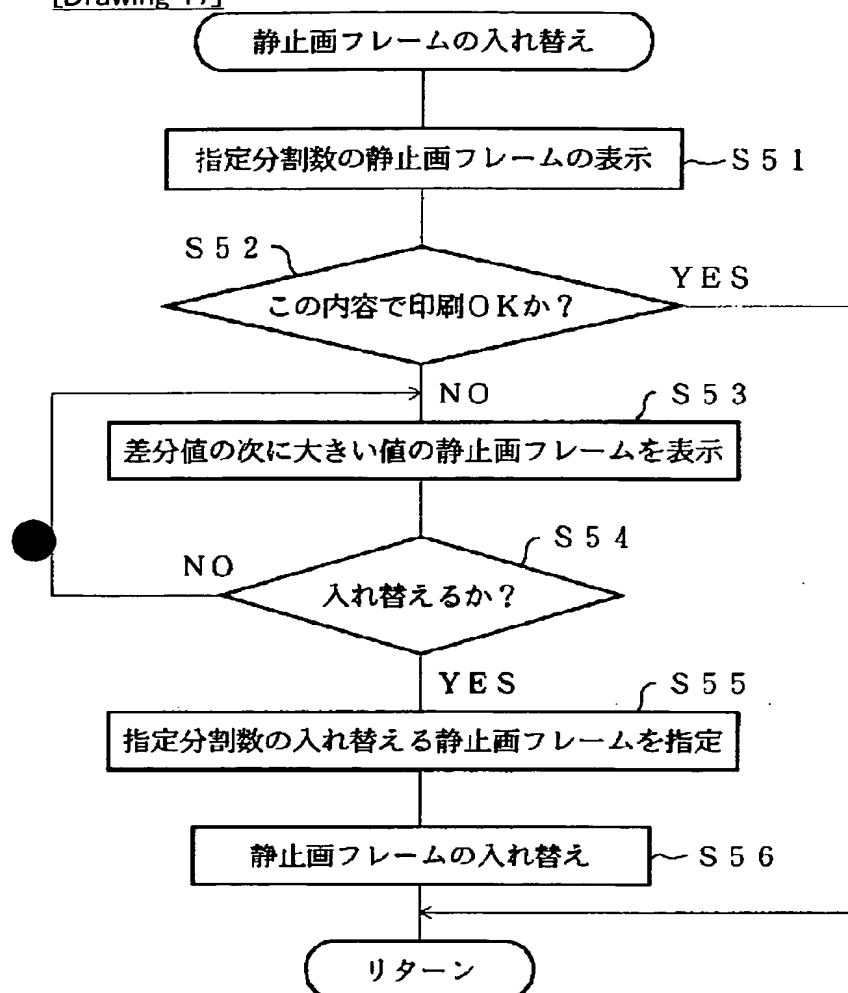 [Drawing 17]
静止画フレームの入れ替え
指定分割数の静止画フレームの表示
S51
S52
YES
この内容で印刷OKか？
NO
S53
差分値の次に大きい値の静止画フレームを表示
S54
NO
入れ替えるか？
YES
S55
指定分割数の入れ替える静止画フレームを指定
静止画フレームの入れ替え
S56
リターン